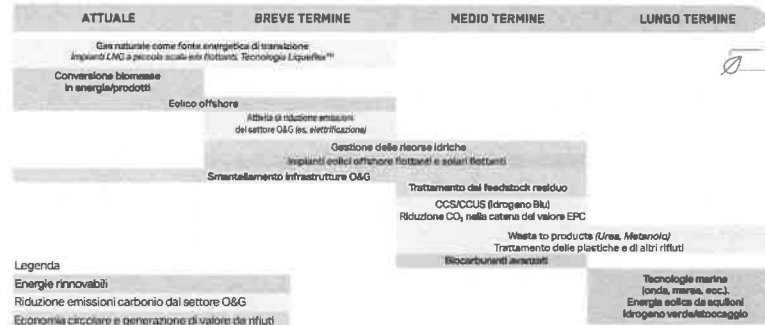 ATTUALE BREVE TERMINE MEDIO TERMINE LUNGO TERMINE
Gas naturale come fonte energetica di transizione
Impianti LNG a piccola scala e/o flottanti. Tecnologia Liqueflex™
Conversione biomasse
in energia/prodotti
Eolico offshore
Attività di riduzione emissioni
del settore O&G (es. elettrificazione)
Gestione delle risorse idriche
Impianti eolici offshore flottanti e solari flottanti
Smantellamento infrastrutture O&G
Trattamento dei feedstock residuo
CCS/CCUS (Idrogeno Blu)
Riduzione CO₂ nella catena del valore EPC
Waste to products (Urea, Metanolo)
Trattamento delle plastiche e di altri rifiuti
Biocarburanti avanzati
Tecnologie marine
(onda, marea, ecc.).
Energia eolica da aquiloni
Idrogeno verde/stoccaggio
Legenda
Energie rinnovabili
Riduzione emissioni carbonio dal settore O&G
Economia circolare e generazione di valore da rifiuti